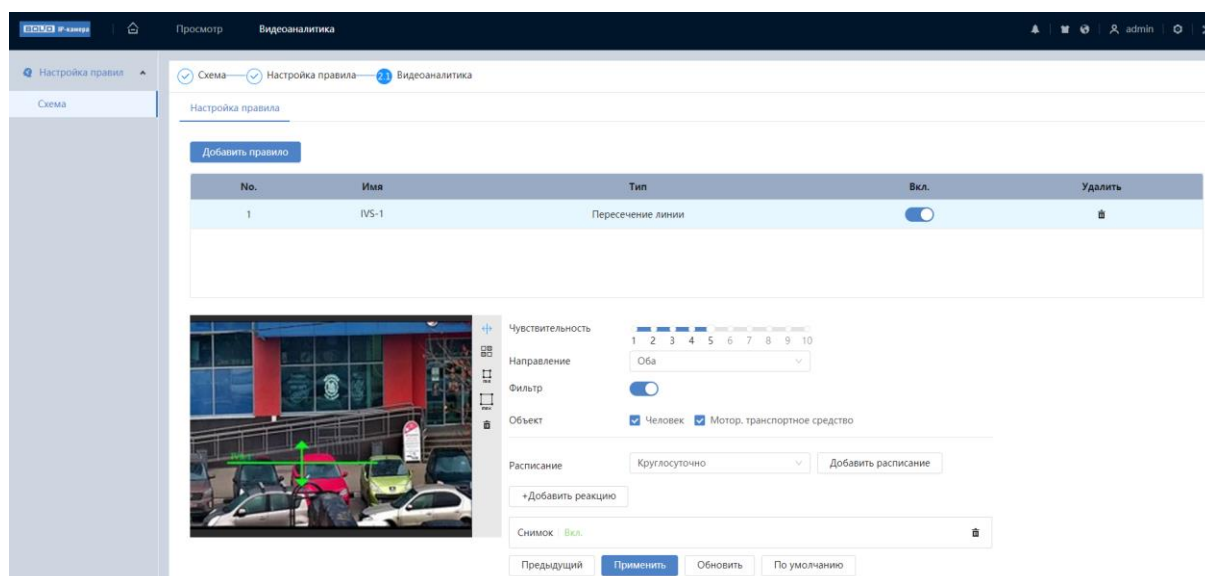 BOLID IP-камера Просмотр Видеоаналитика admin
Настройка правил
Схема
Схема Настройка правила 2.1 Видеоаналитика
Настройка правила
Добавить правило
No. Имя Тип Вкл. Удалить
1 IVS-1 Пересечение линии
Чувствительность
1 2 3 4 5 6 7 8 9 10
Направление Оба
Фильтр
Объект Человек Мотор. транспортное средство
Расписание Круглосуточно Добавить расписание
+Добавить реакцию
Снимок Вкл.
Предыдущий Применить Обновить По умолчанию